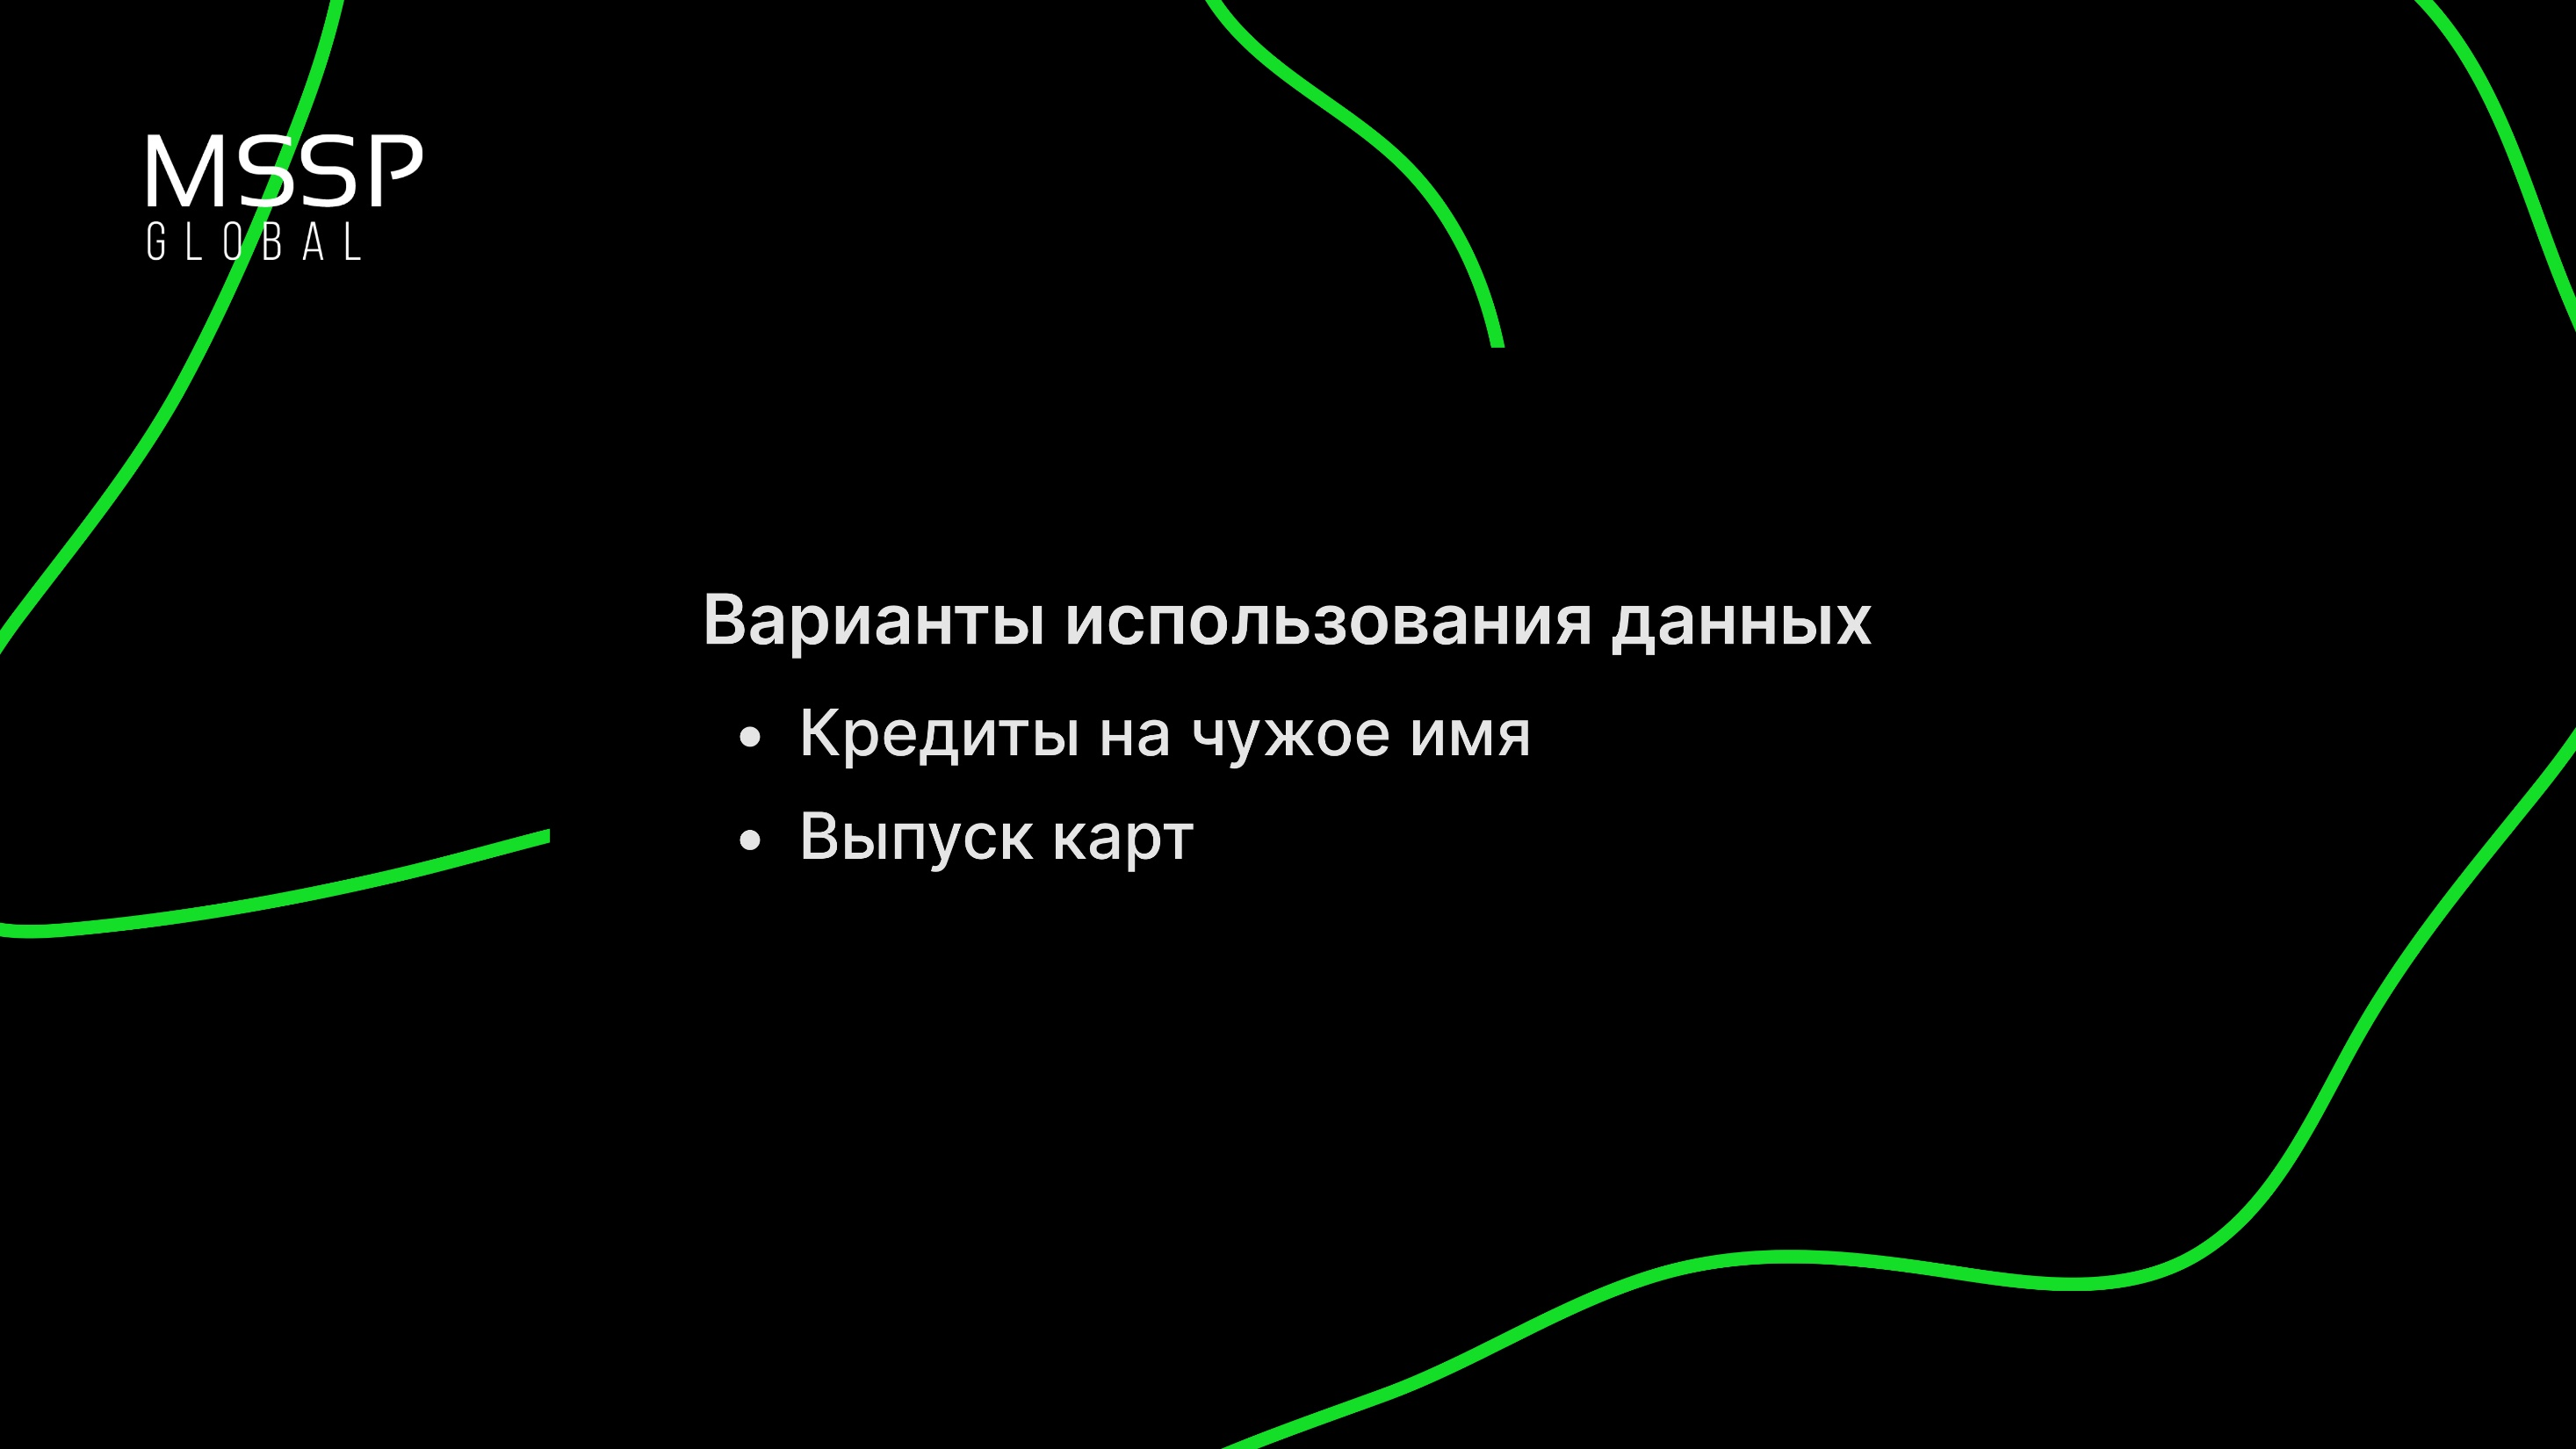 MSSP
GLOBAL
Варианты использования данных
• Кредиты на чужое имя
• Выпуск карт